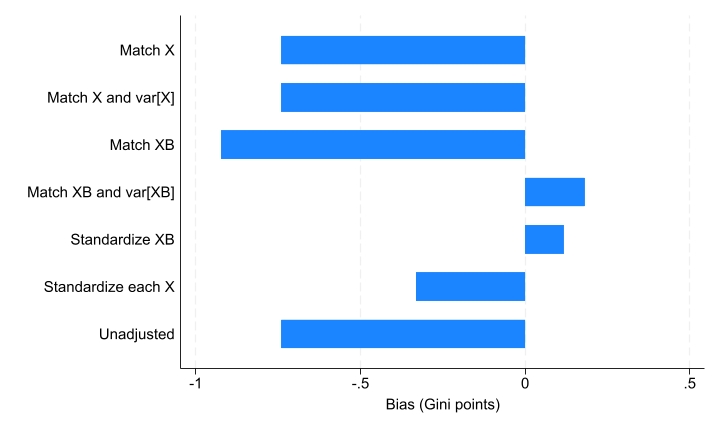 Match X
Match X and var[X]
Match XB
Match XB and var[XB]
Standardize XB
Standardize each X
Unadjusted
-1 -.5 0 .5
Bias (Gini points)